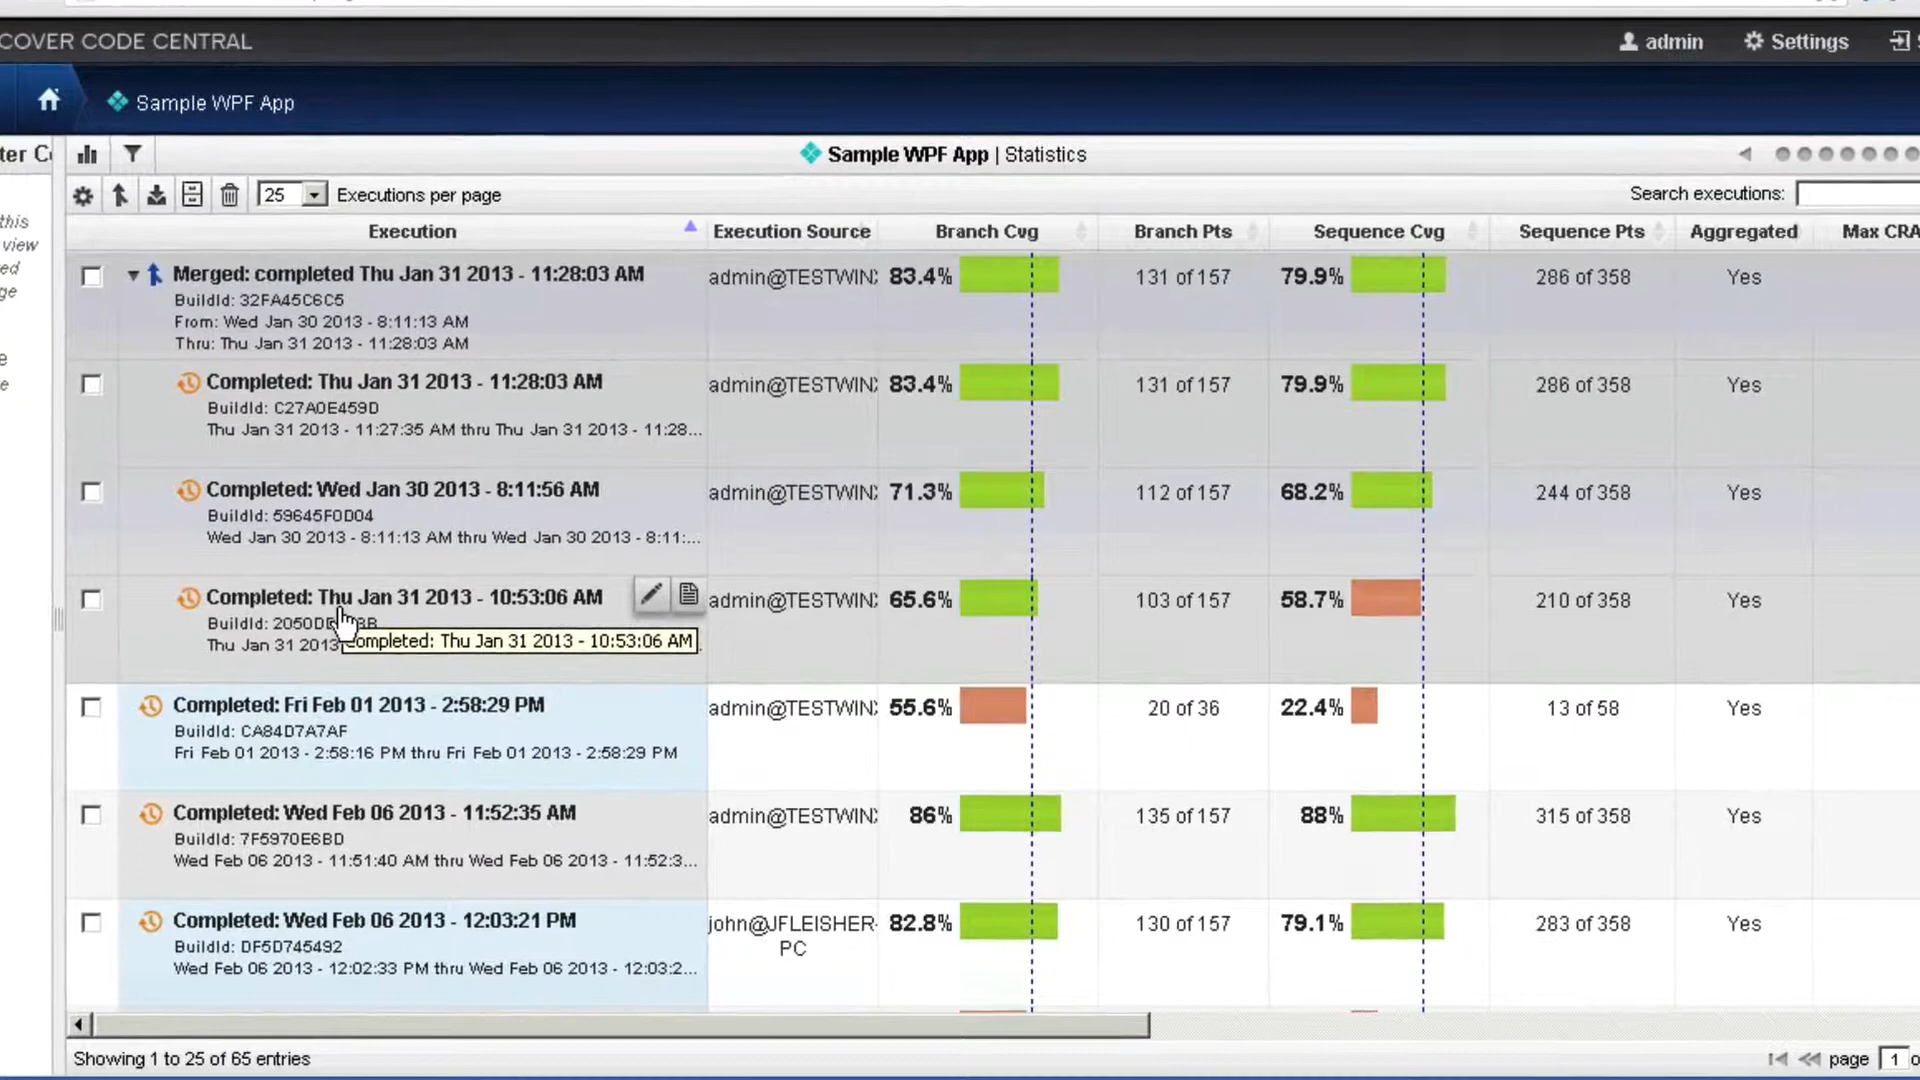 COVER CODE CENTRAL
admin
Settings
Sample WPF App
Sample WPF App | Statistics
25
Executions per page
Search executions:
this
view
Execution
Execution Source
Branch Cvg
Branch Pts
Sequence Cvg
Sequence Pts
Aggregated
Max CRA
Merged: completed Thu Jan 31 2013 - 11:28:03 AM
BuildId: 32FA45C6C5
From: Wed Jan 30 2013 - 8:11:13 AM
Thru: Thu Jan 31 2013 - 11:28:03 AM
admin@TESTWIN
83.4%
131 of 157
79.9%
286 of 358
Yes
Completed: Thu Jan 31 2013 - 11:28:03 AM
BuildId: C27A0E459D
Thu Jan 31 2013 - 11:27:35 AM thru Thu Jan 31 2013 - 11:28...
admin@TESTWIN
83.4%
131 of 157
79.9%
286 of 358
Yes
Completed: Wed Jan 30 2013 - 8:11:56 AM
BuildId: 59645F0D04
Wed Jan 30 2013 - 8:11:13 AM thru Wed Jan 30 2013 - 8:11:...
admin@TESTWIN
71.3%
112 of 157
68.2%
244 of 358
Yes
Completed: Thu Jan 31 2013 - 10:53:06 AM
BuildId:
Thu Jan 31 2013
Completed: Thu Jan 31 2013 - 10:53:06 AM
admin@TESTWIN
65.6%
103 of 157
58.7%
210 of 358
Yes
Completed: Fri Feb 01 2013 - 2:58:29 PM
BuildId: CA84D7A7AF
Fri Feb 01 2013 - 2:58:16 PM thru Fri Feb 01 2013 - 2:58:29 PM
admin@TESTWIN
55.6%
20 of 36
22.4%
13 of 58
Yes
Completed: Wed Feb 06 2013 - 11:52:35 AM
BuildId: 7F5970E6BD
Wed Feb 06 2013 - 11:51:40 AM thru Wed Feb 06 2013 - 11:52:3...
admin@TESTWIN
86%
135 of 157
88%
315 of 358
Yes
Completed: Wed Feb 06 2013 - 12:03:21 PM
BuildId: DF5D745492
Wed Feb 06 2013 - 12:02:33 PM thru Wed Feb 06 2013 - 12:03:2...
john@JFLEISHER-
PC
82.8%
130 of 157
79.1%
283 of 358
Yes
Showing 1 to 25 of 65 entries
page 1